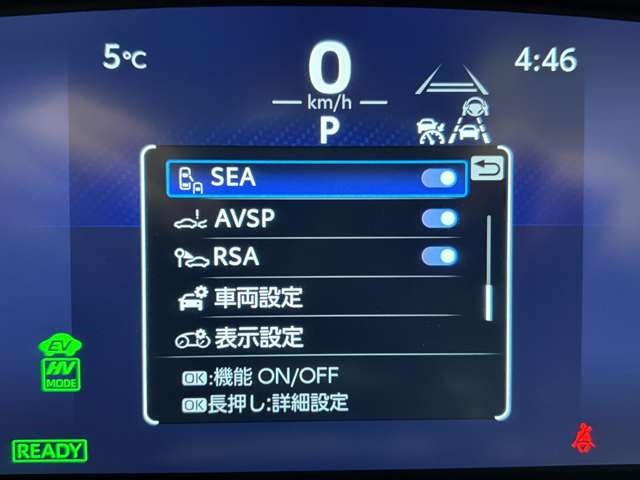 5°C
0
4:46
km/h
P
SEA
AVSP
RSA
車両設定
表示設定
OK:機能 ON/OFF
OK長押し:詳細設定
EV
HV
MODE
READY